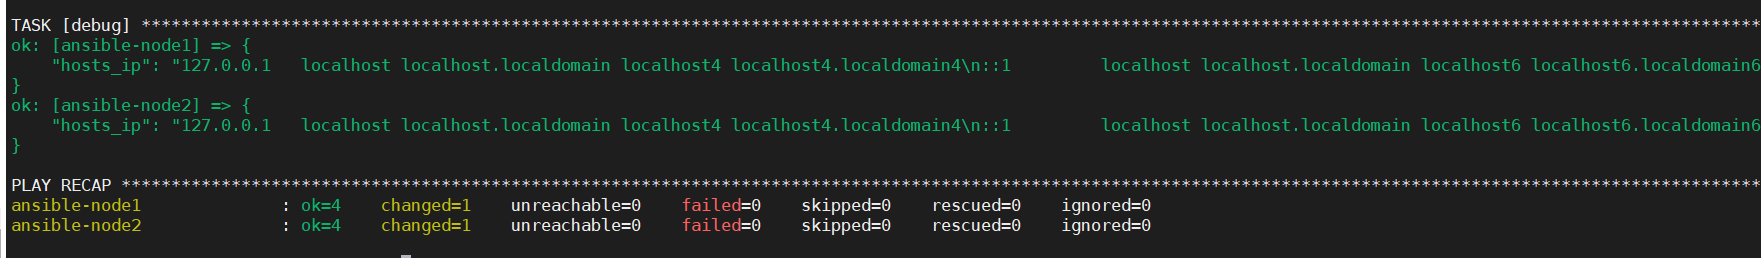 TASK [debug] ******************************************************************************************************************************************************************
ok: [ansible-node1] => {
    "hosts_ip": "127.0.0.1   localhost localhost.localdomain localhost4 localhost4.localdomain4\n::1         localhost localhost.localdomain localhost6 localhost6.localdomain6
}
ok: [ansible-node2] => {
    "hosts_ip": "127.0.0.1   localhost localhost.localdomain localhost4 localhost4.localdomain4\n::1         localhost localhost.localdomain localhost6 localhost6.localdomain6
}
PLAY RECAP ********************************************************************************************************************************************************************
ansible-node1              : ok=4    changed=1    unreachable=0    failed=0    skipped=0    rescued=0    ignored=0
ansible-node2              : ok=4    changed=1    unreachable=0    failed=0    skipped=0    rescued=0    ignored=0